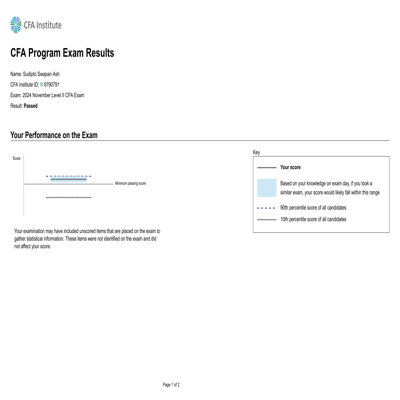 CFA Institute
CFA Program Exam Results
Name: Sudipto Swapan Ash
CFA Institute ID: 9790791
Exam: 2024 November Level II CFA Exam
Result: Passed
Your Performance on the Exam
Score
Minimum passing score
Your examination may have included unscored items that are placed on the exam to
gather statistical information. These items were not identified on the exam and did
not affect your score.
Key
Your score
Based on your knowledge on exam day, if you took a
similar exam, your score would likely fall within this range
90th percentile score of all candidates
10th percentile score of all candidates
Page 1 of 2